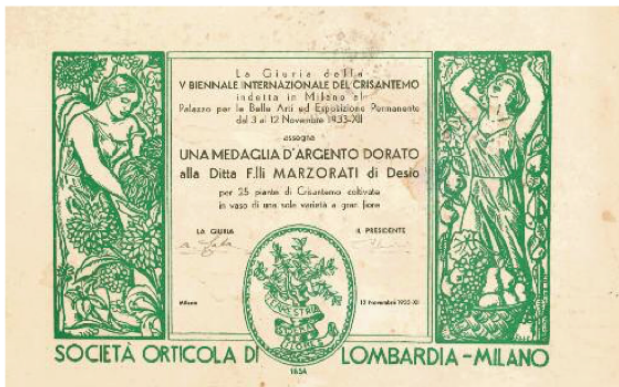 La Giuria della
V BIENNALE INTERNAZIONALE DEL CRISANTEMO
indetta in Milano al
Palazzo per le Belle Arti ed Esposizione Permanente
dal 3 al 12 Novembre 1933-XII
assegna
UNA MEDAGLIA D'ARGENTO DORATO
alla Ditta F.lli MARZORATI di Desio
per 25 piante di Crisantemo coltivate
in vaso di una sola varietà a gran fiore
LA GIURIA
IL PRESIDENTE
Milano
12 Novembre 1933-XII
SOCIETÀ ORTICOLA DI LOMBARDIA-MILANO
1854